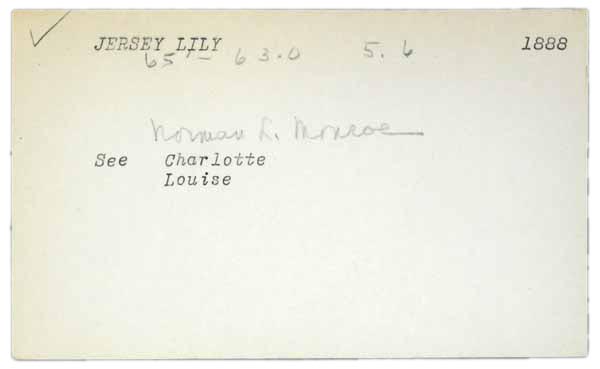 JERSEY LILY 1888
65'- 63.0 5.6
Norman L. Monroe
See Charlotte
Louise